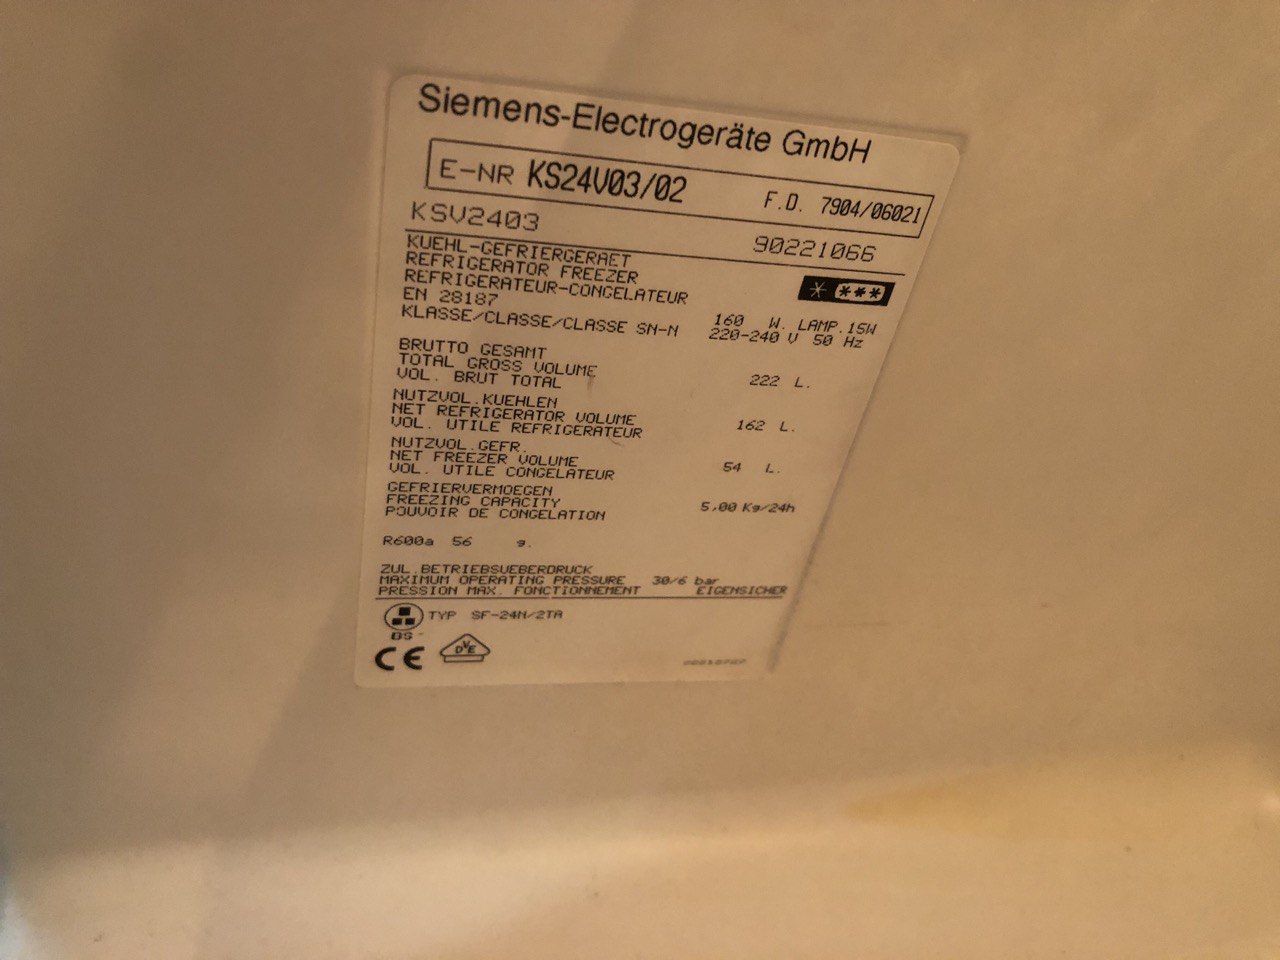 Siemens-Electrogeräte GmbH
E-NR KS24V03/02 F.D. 7904/06021
KSV2403 90221066
KUEHL-GEFRIERGERAET
REFRIGERATOR FREEZER
REFRIGERATEUR-CONGELATEUR
EN 28187
KLASSE/CLASSE/CLASSE SN-N
160 W. LAMP.15W
220-240 V 50 Hz
BRUTTO GESAMT
TOTAL GROSS VOLUME
VOL. BRUT TOTAL
222 L.
NUTZVOL.KUEHLEN
NET REFRIGERATOR VOLUME
VOL. UTILE REFRIGERATEUR
162 L.
NUTZVOL.GEFR.
NET FREEZER VOLUME
VOL. UTILE CONGELATEUR
54 L.
GEFRIERVERMOEGEN
FREEZING CAPACITY
POUVOIR DE CONGELATION
5,00 Kg/24h
R600a 56 g.
ZUL.BETRIEBSUEBERDRUCK
MAXIMUM OPERATING PRESSURE 30/6 bar
PRESSION MAX. FONCTIONNEMENT EIGENSICHER
TYP SF-24N/2TA
CE DVE